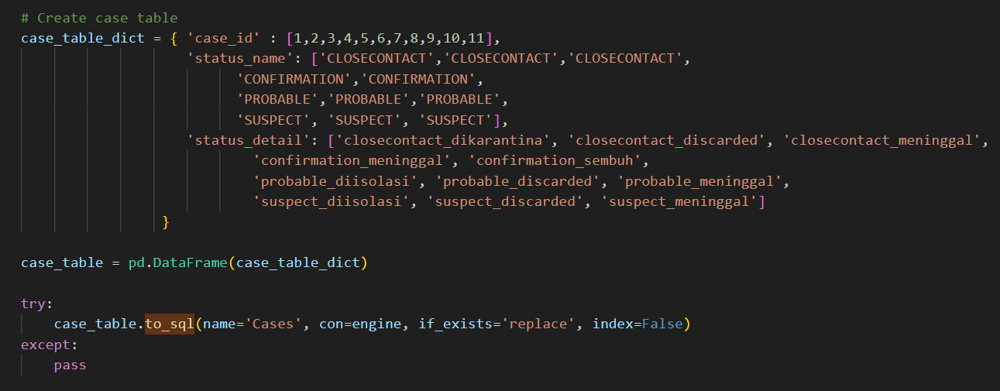 # Create case table
case_table_dict = { 'case_id' : [1,2,3,4,5,6,7,8,9,10,11],
'status_name': ['CLOSECONTACT','CLOSECONTACT','CLOSECONTACT',
'CONFIRMATION','CONFIRMATION',
'PROBABLE','PROBABLE','PROBABLE',
'SUSPECT', 'SUSPECT', 'SUSPECT'],
'status_detail': ['closecontact_dikarantina', 'closecontact_discarded', 'closecontact_meninggal',
'confirmation_meninggal', 'confirmation_sembuh',
'probable_diisolasi', 'probable_discarded', 'probable_meninggal',
'suspect_diisolasi', 'suspect_discarded', 'suspect_meninggal']
}
case_table = pd.DataFrame(case_table_dict)
try:
case_table.to_sql(name='Cases', con=engine, if_exists='replace', index=False)
except:
pass